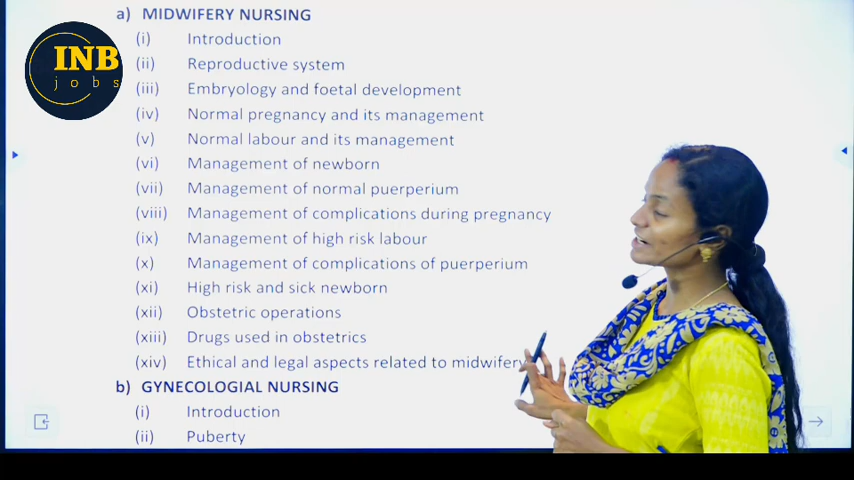 a) MIDWIFERY NURSING
INB
jobs
(i) Introduction
(ii) Reproductive system
(iii) Embryology and foetal development
(iv) Normal pregnancy and its management
(v) Normal labour and its management
(vi) Management of newborn
(vii) Management of normal puerperium
(viii) Management of complications during pregnancy
(ix) Management of high risk labour
(x) Management of complications of puerperium
(xi) High risk and sick newborn
(xii) Obstetric operations
(xiii) Drugs used in obstetrics
(xiv) Ethical and legal aspects related to midwifery
b) GYNECOLOGIAL NURSING
(i) Introduction
(ii) Puberty